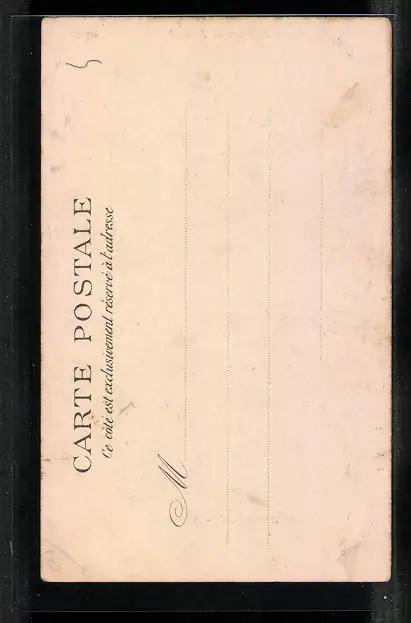 CARTE POSTALE
Ce côté est exclusivement réservé à l'adresse
M